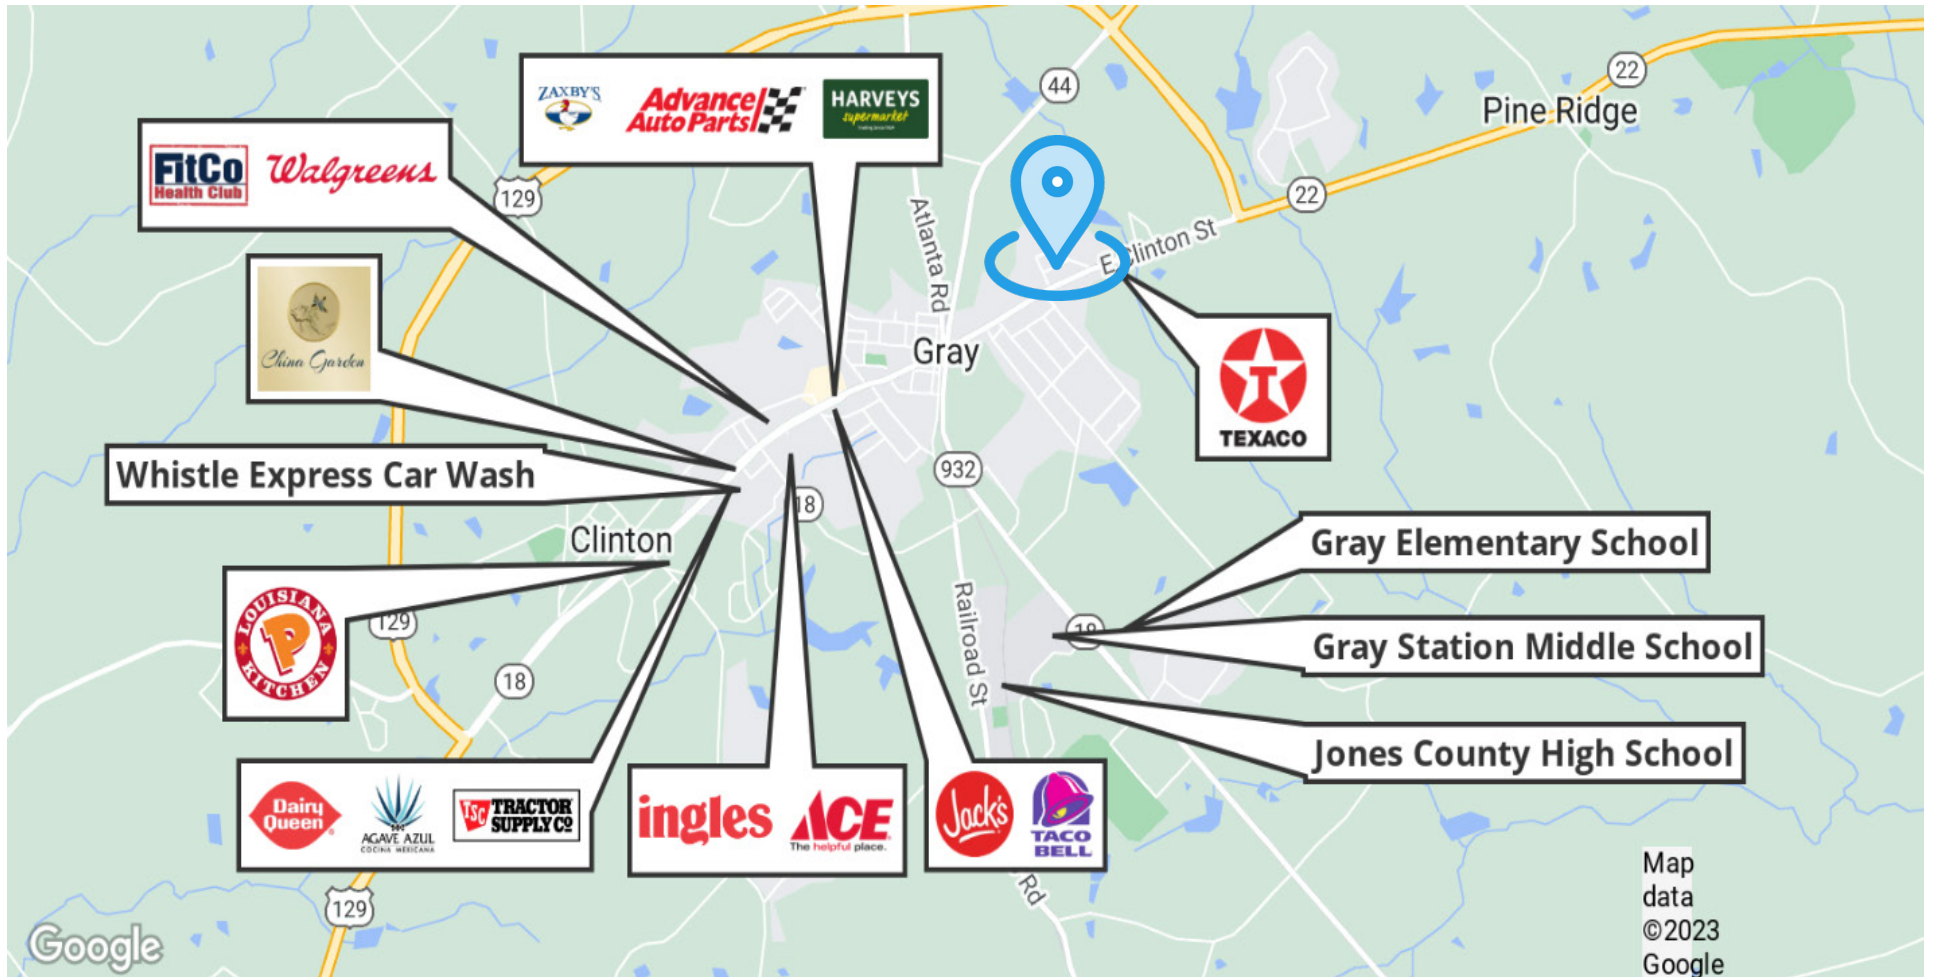 ZAXBY'S
Advance
Auto Parts
HARVEYS
supermarket
44
22
Pine Ridge
FitCo
Health Club
Walgreens
129
22
Atlanta Rd
E Clinton St
China Garden
Gray
TEXACO
Whistle Express Car Wash
932
18
Clinton
Gray Elementary School
LOUISIANA
P
KITCHEN
129
Railroad St
18
Gray Station Middle School
18
Jones County High School
Dairy
Queen
AGAVE AZUL
COCINA MEXICANA
TSC
TRACTOR
SUPPLY CO
ingles
ACE
The helpful place.
Jack's
TACO
BELL
Rd
129
Google
Map
data
©2023
Google